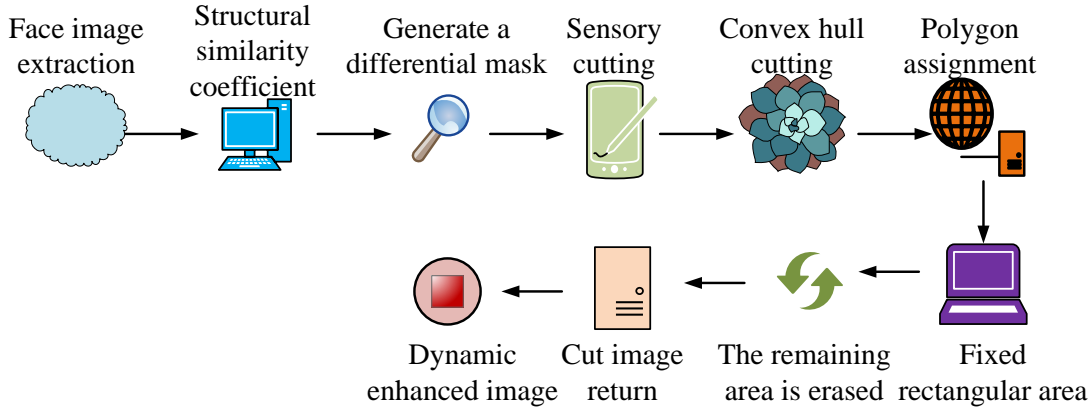 Face image
extraction
Structural
similarity
coefficient
Generate a
differential mask
Sensory
cutting
Convex hull
cutting
Polygon
assignment
Dynamic
enhanced image
Cut image
return
The remaining
area is erased
Fixed
rectangular area